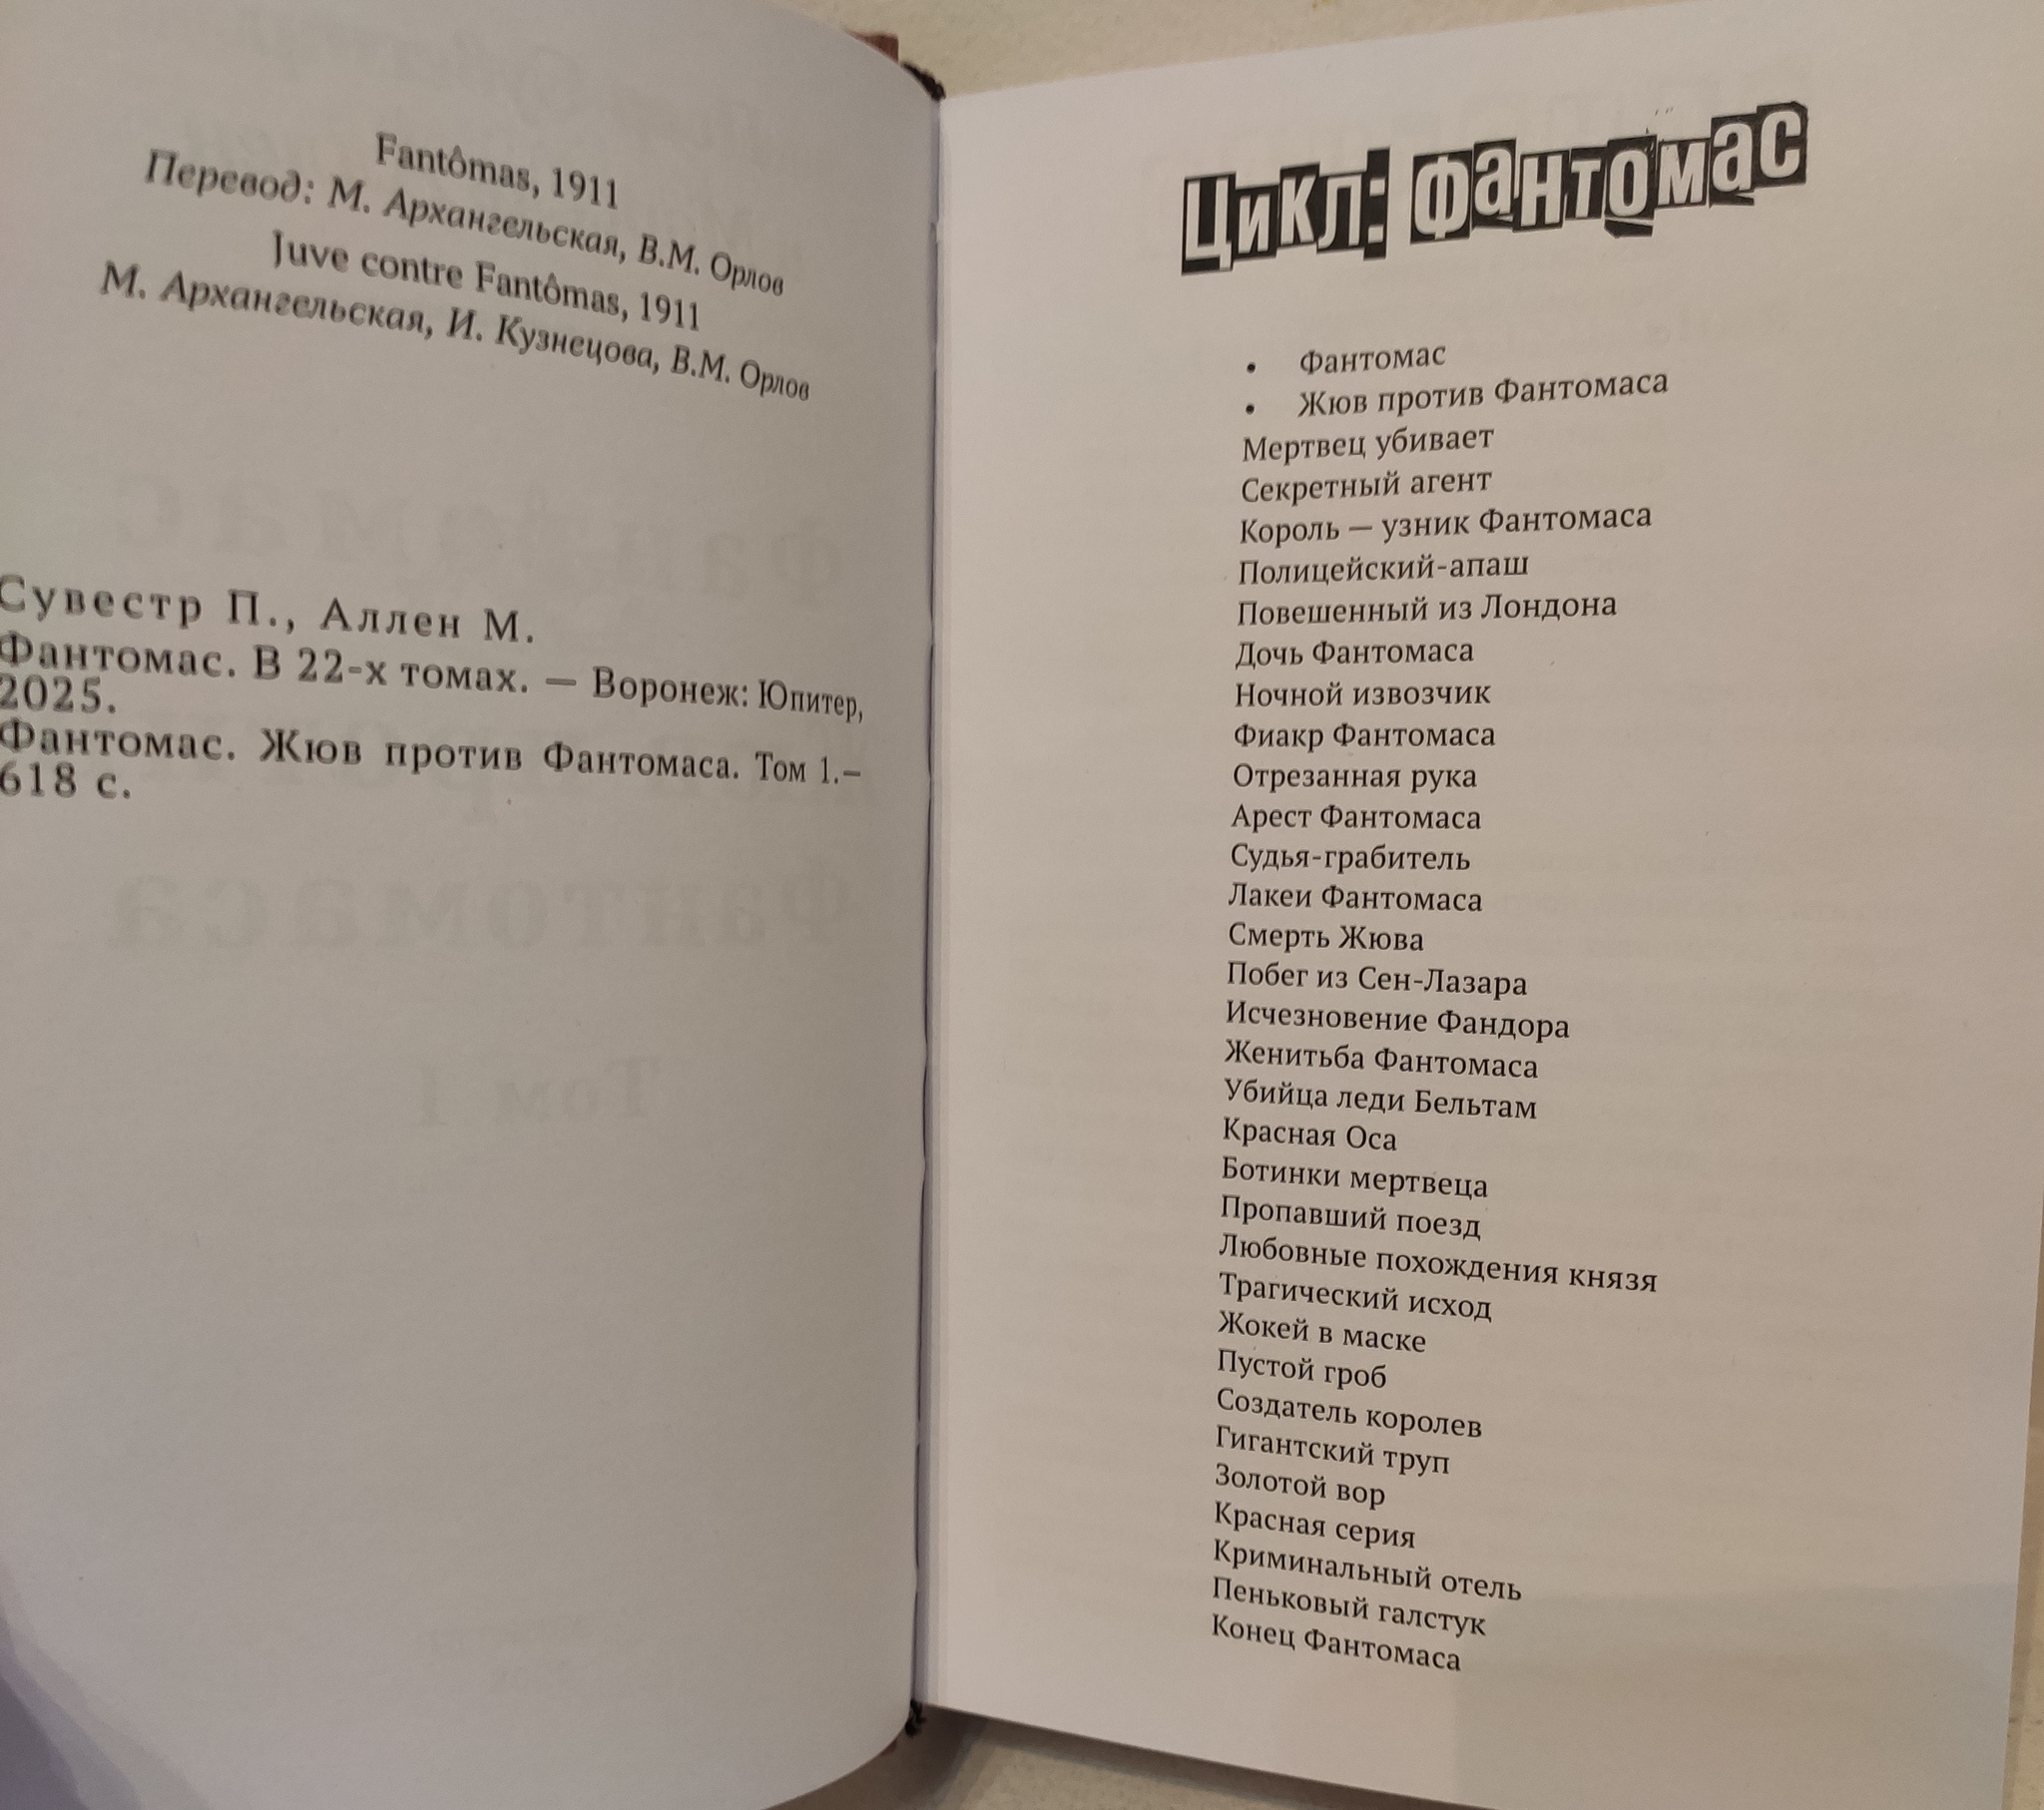 Fantômas, 1911
Перевод: М. Архангельская, В.М. Орлов
Juve contre Fantômas, 1911
М. Архангельская, И. Кузнецова, В.М. Орлов
Сувестр П., Аллен М.
Фантомас. В 22-х томах. — Воронеж: Юпитер,
2025.
Фантомас. Жюв против Фантомаса. Том 1.–
618 с.
Цикл: Фантомас
• Фантомас
• Жюв против Фантомаса
Мертвец убивает
Секретный агент
Король — узник Фантомаса
Полицейский-апаш
Повешенный из Лондона
Дочь Фантомаса
Ночной извозчик
Фиакр Фантомаса
Отрезанная рука
Арест Фантомаса
Судья-грабитель
Лакеи Фантомаса
Смерть Жюва
Побег из Сен-Лазара
Исчезновение Фандора
Женитьба Фантомаса
Убийца леди Бельтам
Красная Оса
Ботинки мертвеца
Пропавший поезд
Любовные похождения князя
Трагический исход
Жокей в маске
Пустой гроб
Создатель королев
Гигантский труп
Золотой вор
Красная серия
Криминальный отель
Пеньковый галстук
Конец Фантомаса